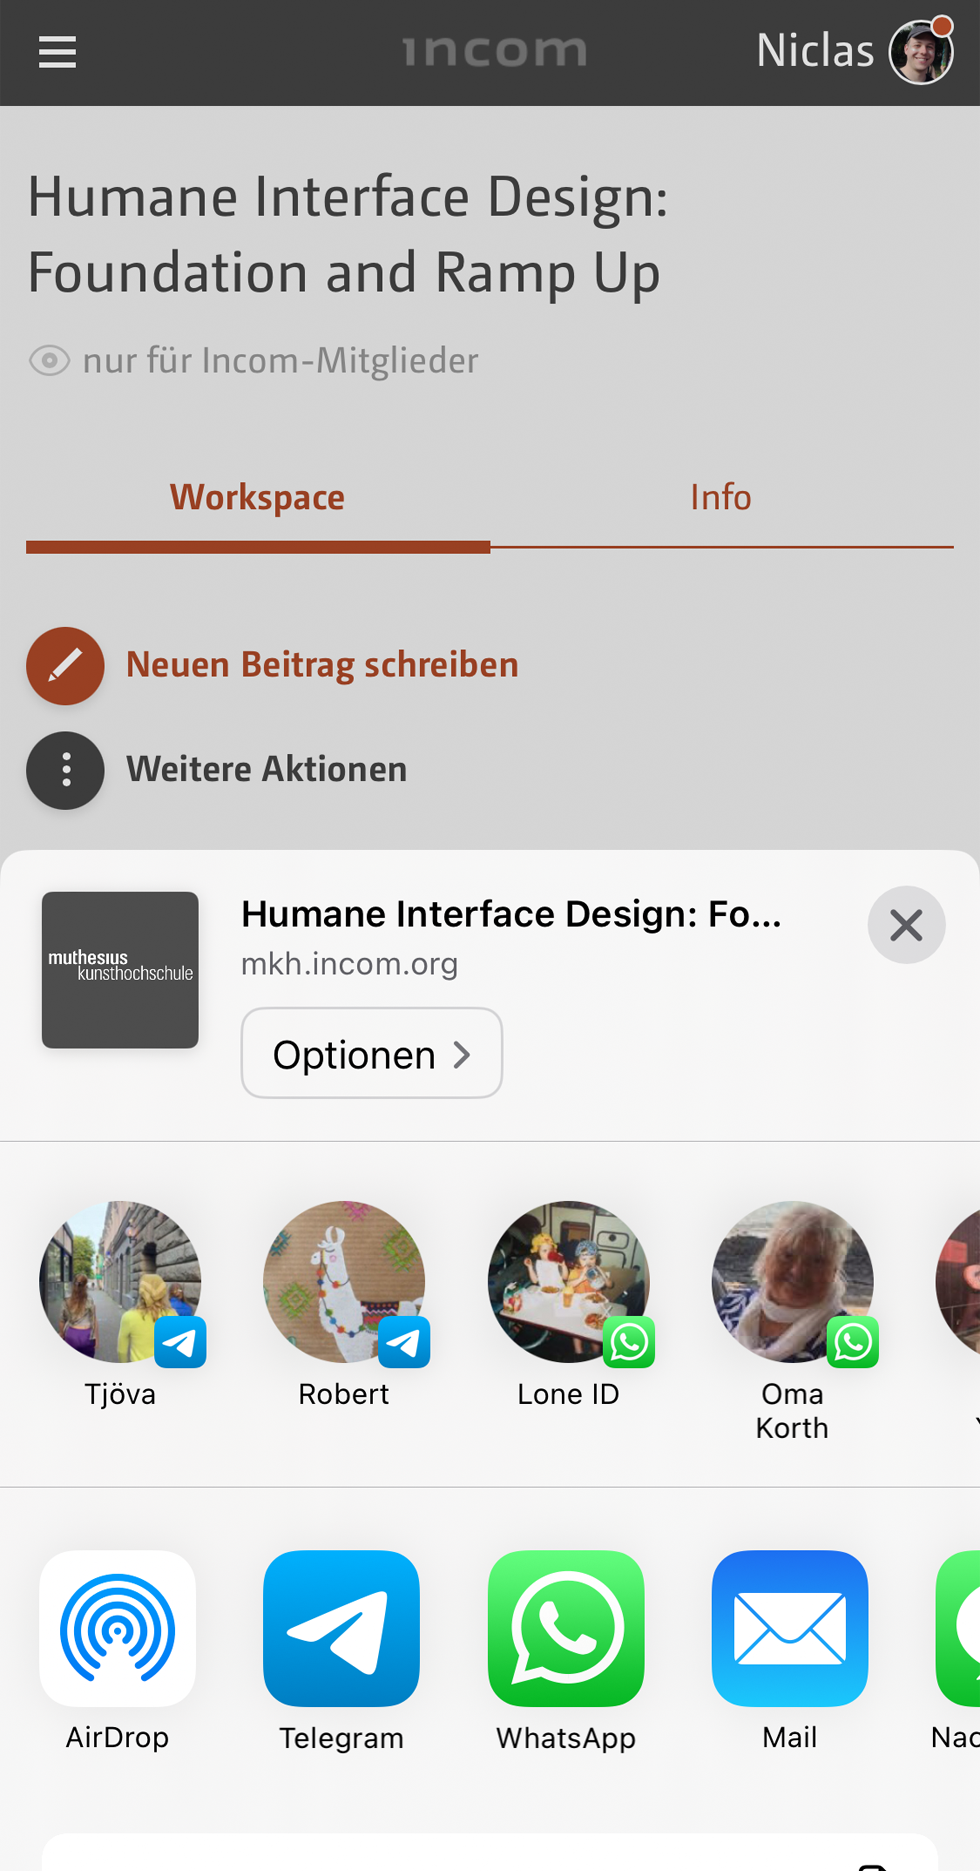 incom
Niclas
Humane Interface Design:
Foundation and Ramp Up
nur für Incom-Mitglieder
Workspace
Info
Neuen Beitrag schreiben
Weitere Aktionen
muthesius
kunsthochschule
Humane Interface Design: Fo...
mkh.incom.org
Optionen
Tjöva
Robert
Lone ID
Oma
Korth
AirDrop
Telegram
WhatsApp
Mail